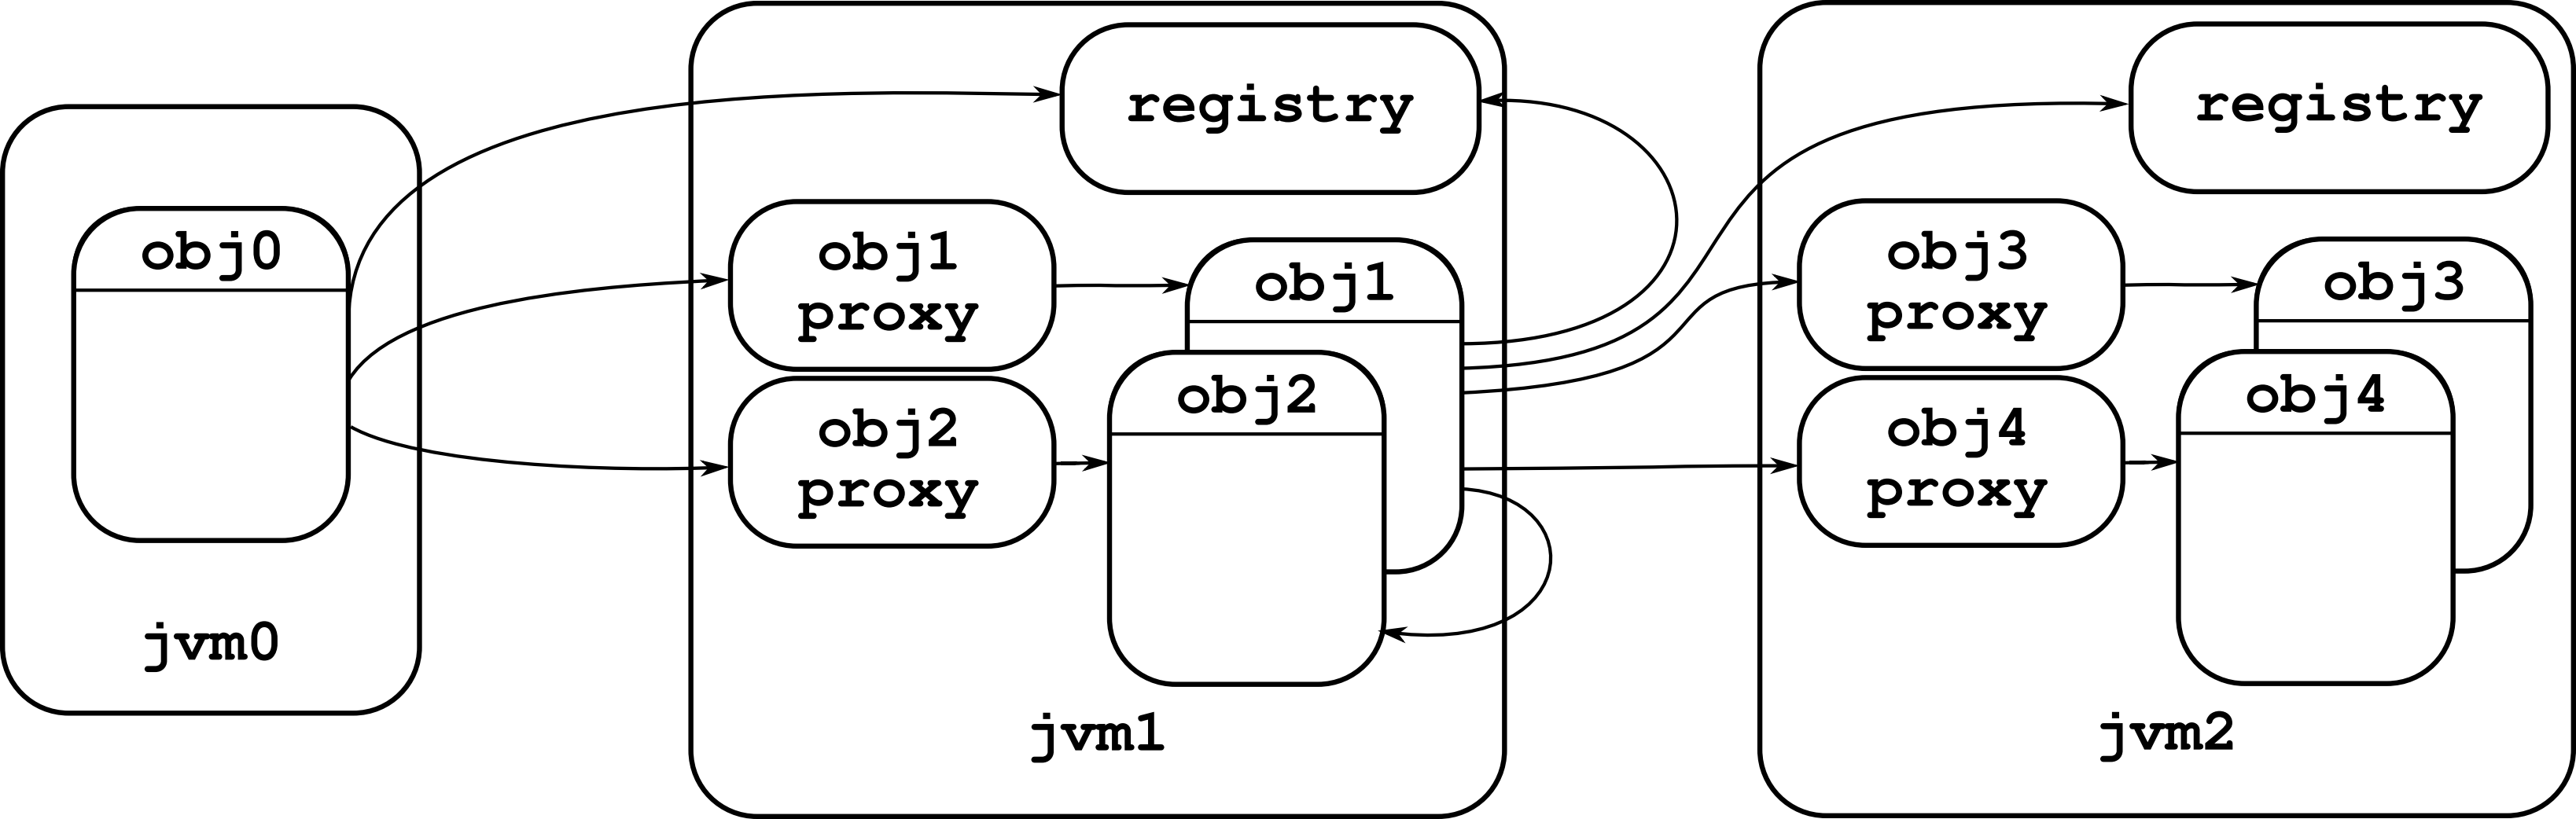 obj0
jvm0
registry
obj1
proxy
obj2
proxy
obj1
obj2
jvm1
registry
obj3
proxy
obj4
proxy
obj3
obj4
jvm2